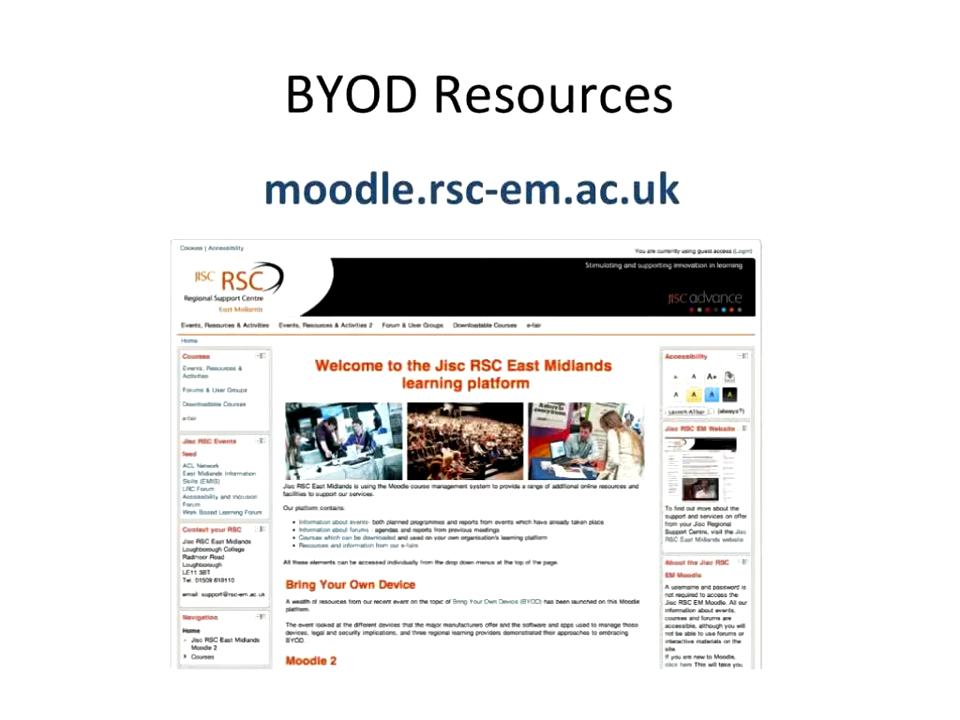 BYOD Resources
moodle.rsc-em.ac.uk
Cookies | Accessibility
You are currently using guest access (Login)
JISC RSC
Regional Support Centre
East Midlands
Stimulating and supporting innovation in learning
JISC advance
Events, Resources & Activities Events, Resources & Activities 2 Forum & User Groups Downloadable Courses e-fair
Home
Courses
Events, Resources &
Activities
Forums & User Groups
Downloadable Courses
e-fair
Jisc RSC Events
feed
ACL Network
East Midlands Information
Skills (EMIS)
LRC Forum
Accessibility and Inclusion
Forum
Work Based Learning Forum
Contact your RSC
Jisc RSC East Midlands
Loughborough College
Radmoor Road
Loughborough
LE11 3BT
Tel. 01509 618110
email: support@rsc-em.ac.uk
Navigation
Home
Jisc RSC East Midlands
Moodle 2
Courses
Welcome to the Jisc RSC East Midlands
learning platform
Jisc RSC East Midlands is using the Moodle course management system to provide a range of additional online resources and
facilities to support our services.
Our platform contains:
Information about events - both planned programmes and reports from events which have already taken place
Information about forums - agendas and reports from previous meetings
Courses which can be downloaded and used on your own organisation's learning platform
Resources and information from our e-fairs
All these elements can be accessed individually from the drop down menus at the top of the page.
Bring Your Own Device
A wealth of resources from our recent event on the topic of Bring Your Own Device (BYOD) has been launched on this Moodle
platform.
The event looked at the different devices that the major manufacturers offer and the software and apps used to manage those
devices, legal and security implications, and three regional learning providers demonstrated their approaches to embracing
BYOD.
Moodle 2
Accessibility
A- A A+
A A A A
Launch ATbar (always?)
Jisc RSC EM Website
To find out more about the
support and services on offer
from your Jisc Regional
Support Centre, visit the Jisc
RSC East Midlands website
About the Jisc RSC
EM Moodle
A username and password is
not required to access the
Jisc RSC EM Moodle. All our
information about events,
courses and forums are
accessible, although you will
not be able to use forums or
interactive materials on the
site.
If you are new to Moodle,
click here This will take you